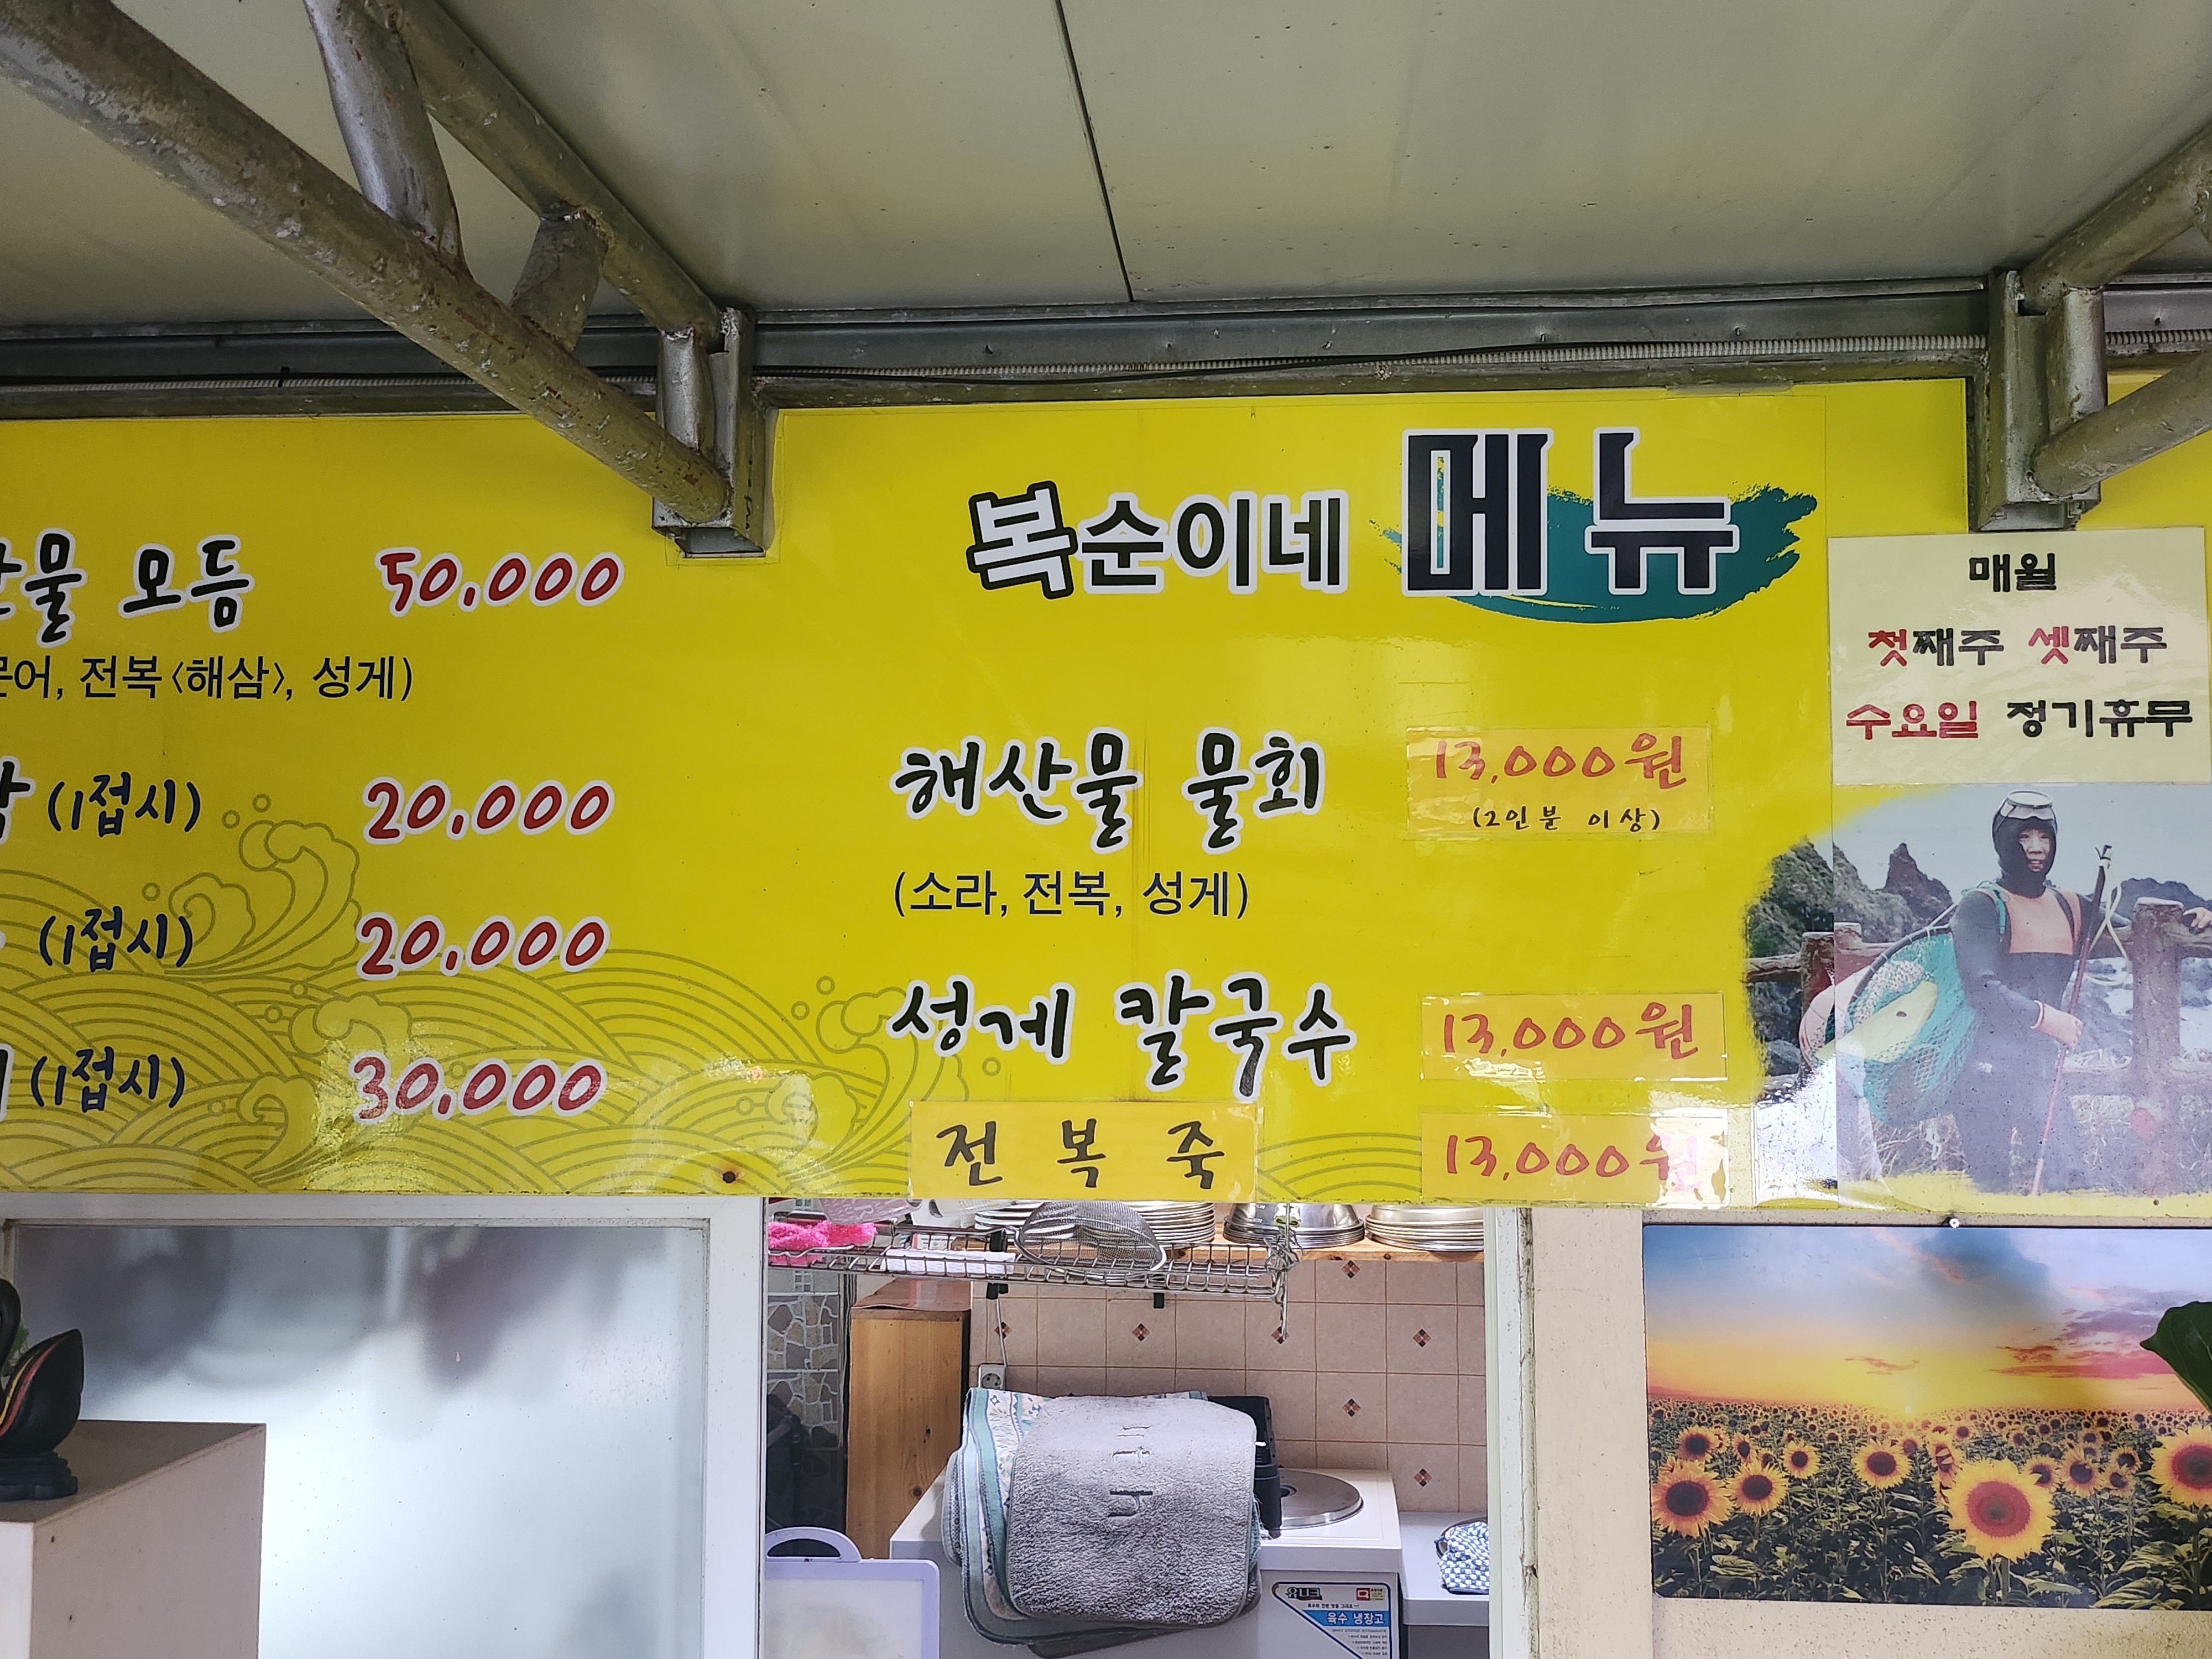 물 모듬 50,000
어, 전복〈해삼〉, 성게)
(1접시) 20,000
(1접시) 20,000
(1접시) 30,000
복순이네 메뉴
해산물 물회 13,000원
(2인분 이상)
(소라, 전복, 성게)
성게 칼국수 13,000원
전복죽 13,000원
매월
첫째주 셋째주
수요일 정기휴무
유니크
육수 냉장고